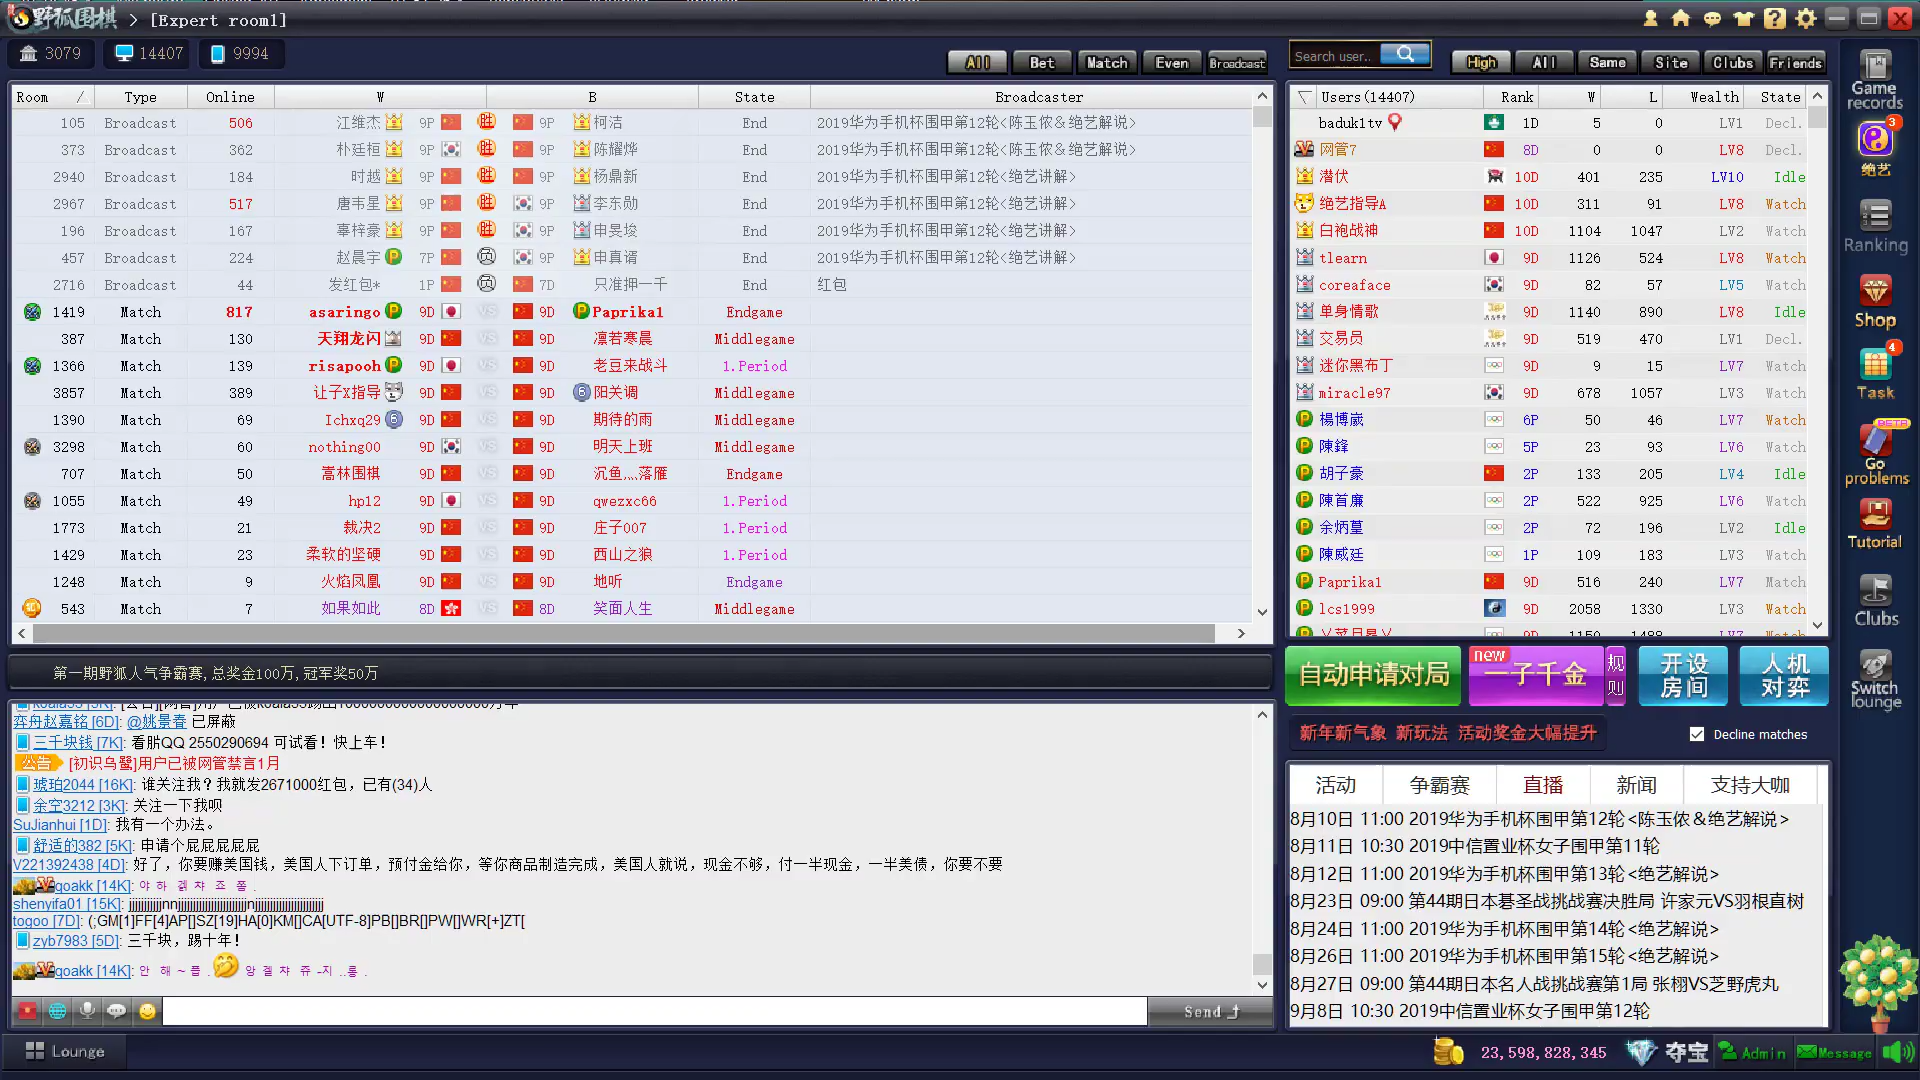 野狐围棋 > [Expert room1]
3079 14407 9994
All Bet Match Even Broadcast
Search user.. High All Same Site Clubs Friends
Room / Type Online W B State Broadcaster
105 Broadcast 506 江维杰 9P 胜 9P 柯洁 End 2019华为手机杯围甲第12轮<陈玉侬＆绝艺解说>
373 Broadcast 362 朴廷桓 9P 胜 9P 陈耀烨 End 2019华为手机杯围甲第12轮<陈玉侬＆绝艺解说>
2940 Broadcast 184 时越 9P 胜 9P 杨鼎新 End 2019华为手机杯围甲第12轮<绝艺讲解>
2967 Broadcast 517 唐韦星 9P 胜 9P 李东勋 End 2019华为手机杯围甲第12轮<绝艺讲解>
196 Broadcast 167 辜梓豪 9P 胜 9P 申旻埈 End 2019华为手机杯围甲第12轮<绝艺讲解>
457 Broadcast 224 赵晨宇 P 7P 负 9P 申真谞 End 2019华为手机杯围甲第12轮<绝艺讲解>
2716 Broadcast 44 发红包* 1P 负 7D 只准押一千 End 红包
1419 Match 817 asaringo P 9D VS 9D P Paprika1 Endgame
387 Match 130 天翔龙闪 9D VS 9D 凛若寒晨 Middlegame
1366 Match 139 risapooh P 9D VS 9D 老豆来战斗 1.Period
3857 Match 389 让子X指导 9D VS 9D 6 阳关调 Middlegame
1390 Match 69 Ichxq29 6 9D VS 9D 期待的雨 Middlegame
3298 Match 60 nothing00 9D VS 9D 明天上班 Middlegame
707 Match 50 嵩林围棋 9D VS 9D 沉鱼灬落雁 Endgame
1055 Match 49 hp12 9D VS 9D qwezxc66 1.Period
1773 Match 21 裁决2 9D VS 9D 庄子007 1.Period
1429 Match 23 柔软的坚硬 9D VS 9D 西山之狼 1.Period
1248 Match 9 火焰凤凰 9D VS 9D 地听 Endgame
543 Match 7 如果如此 8D VS 8D 笑面人生 Middlegame
Users(14407) Rank W L Wealth State
baduk1tv 1D 5 0 LV1 Decl.
网管7 8D 0 0 LV8 Decl.
潜伏 10D 401 235 LV10 Idle
绝艺指导A 10D 311 91 LV8 Watch
白袍战神 10D 1104 1047 LV2 Watch
tlearn 9D 1126 524 LV8 Watch
coreaface 9D 82 57 LV5 Watch
单身情歌 9D 1140 890 LV8 Idle
交易员 9D 519 470 LV1 Decl.
迷你黑布丁 9D 9 15 LV7 Watch
miracle97 9D 678 1057 LV3 Watch
P 楊博崴 6P 50 46 LV7 Watch
P 陳鋒 5P 23 93 LV6 Watch
P 胡子豪 2P 133 205 LV4 Idle
P 陳首廉 2P 522 925 LV6 Watch
P 余炳蕈 2P 72 196 LV2 Idle
P 陳威廷 1P 109 183 LV3 Watch
P Paprika1 9D 516 240 LV7 Match
P lcs1999 9D 2058 1330 LV3 Watch
Game records
3
绝艺
Ranking
Shop
4
Task
BETA
Go problems
Tutorial
Clubs
Switch lounge
第一期野狐人气争霸赛,总奖金100万,冠军奖50万
自动申请对局 new 一子千金 规则 开设房间 人机对弈
新年新气象 新玩法 活动奖金大幅提升 Decline matches
弈舟赵嘉铭 [6D]: @姚景春 已屏蔽
三千块钱 [7K]: 看片QQ 2550290694 可试看！快上车！
公告 [初识乌鹭]用户已被网管禁言1月
琥珀2044 [16K]: 谁关注我？我就发2671000红包，已有(34)人
余空3212 [3K]: 关注一下我呗
SuJianhui [1D]: 我有一个办法。
舒适的382 [5K]: 申请个屁屁屁屁屁
V221392438 [4D]: 好了，你要赚美国钱，美国人下订单，预付金给你，等你商品制造完成，美国人就说，现金不够，付一半现金，一半美债，你要不要
goakk [14K]: 야 하 겕 챠 죠 폼 .
togoo [7D]: (;GM[1]FF[4]AP[]SZ[19]HA[0]KM[]CA[UTF-8]PB[]BR[]PW[]WR[+]ZT[
zyb7983 [5D]: 三千块，踢十年！
goakk [14K]: 안 해 ~ 플 . 앙 겔 챠 쥬 -지 ..롱 .
Send
活动 争霸赛 直播 新闻 支持大咖
8月10日 11:00 2019华为手机杯围甲第12轮<陈玉侬＆绝艺解说>
8月11日 10:30 2019中信置业杯女子围甲第11轮
8月12日 11:00 2019华为手机杯围甲第13轮<绝艺解说>
8月23日 09:00 第44期日本碁圣战挑战赛决胜局 许家元VS羽根直树
8月24日 11:00 2019华为手机杯围甲第14轮<绝艺解说>
8月26日 11:00 2019华为手机杯围甲第15轮<绝艺解说>
8月27日 09:00 第44期日本名人战挑战赛第1局 张栩VS芝野虎丸
9月8日 10:30 2019中信置业杯女子围甲第12轮
Lounge 23,598,828,345 夺宝 Admin Message